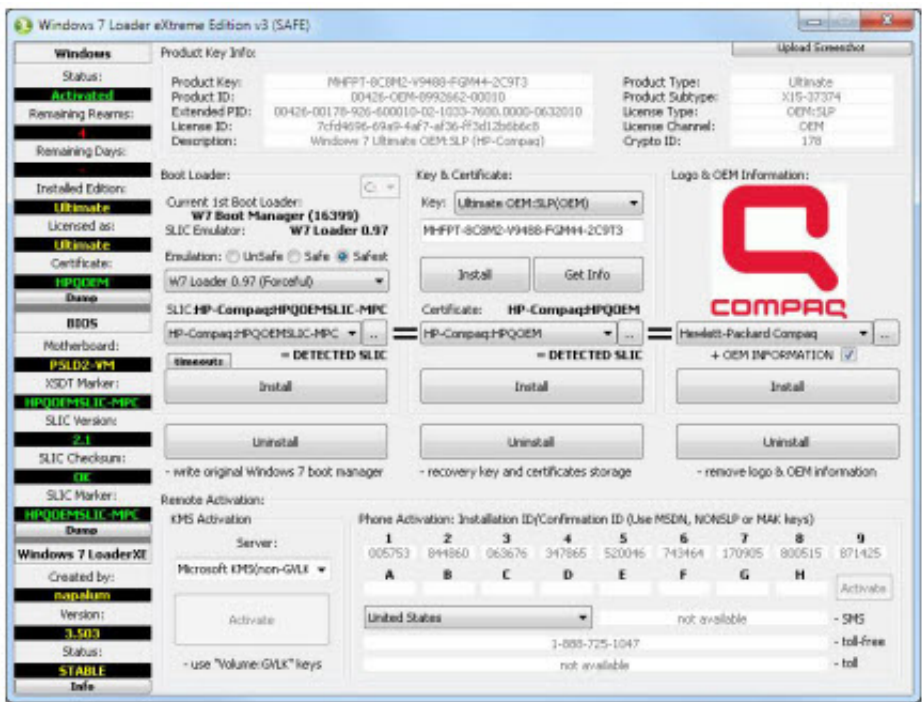 Windows 7 Loader eXtreme Edition v3 (SAFE)
Upload Screenshot
Windows
Status:
Activated
Remaining Rearms:
4
Remaining Days:
-
Installed Edition:
Ultimate
Licensed as:
Ultimate
Certificate:
HPQOEM
Dump
BIOS
Motherboard:
P5LD2-VM
XSDT Marker:
HPQOEMSLIC-MPC
SLIC Version:
2.1
SLIC Checksum:
OK
SLIC Marker:
HPQOEMSLIC-MPC
Dump
Windows 7 LoaderXE
Created by:
napalum
Version:
3.503
Status:
STABLE
Info
Product Key Info:
Product Key: MHFPT-8C8M2-V9488-FGM44-2C9T3
Product ID: 00426-OEM-8992662-00010
Extended PID: 00426-00178-926-600010-02-1033-7600.0000-0632010
License ID: 7cfd4696-69a9-4af7-af36-ff3d12b6b6c8
Description: Windows 7 Ultimate OEM:SLP (HP-Compaq)
Product Type: Ultimate
Product Subtype: X15-37374
License Type: OEM:SLP
License Channel: OEM
Crypto ID: 178
Boot Loader:
C:
Current 1st Boot Loader:
W7 Boot Manager (16399)
SLIC Emulator: W7 Loader 0.97
Emulation: UnSafe Safe Safest
W7 Loader 0.97 (Forceful)
SLIC:HP-Compaq:HPQOEMSLIC-MPC
HP-Compaq:HPQOEMSLIC-MPC ...
= DETECTED SLIC
timeouts
Install
Uninstall
- write original Windows 7 boot manager
Key & Certificate:
Key: Ultimate OEM:SLP(OEM)
MHFPT-8C8M2-V9488-FGM44-2C9T3
Install Get Info
Certificate: HP-Compaq:HPQOEM
= HP-Compaq:HPQOEM ...
= DETECTED SLIC
Install
Uninstall
- recovery key and certificates storage
Logo & OEM Information:
COMPAQ
= Hewlett-Packard Compaq ...
+ OEM INFORMATION
Install
Uninstall
- remove logo & OEM information
Remote Activation:
KMS Activation
Server:
Microsoft KMS(non-GVLK
Activate
- use "Volume:GVLK" keys
Phone Activation: Installation ID/Confirmation ID (Use MSDN, NONSLP or MAK keys)
1 2 3 4 5 6 7 8 9
005753 844860 063676 347865 520046 743464 170905 800515 871425
A B C D E F G H
Activate
United States not available - SMS
1-888-725-1047 - toll-free
not available - toll